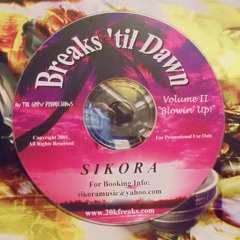 Breaks 'til Dawn
Volume II
"Blowin' Up!"
Copyright 2001.
All Rights Reserved
For Promotional Use Only
SIKORA
For Booking Info:
sikoramusic@yahoo.com
www.20kfreaks.com